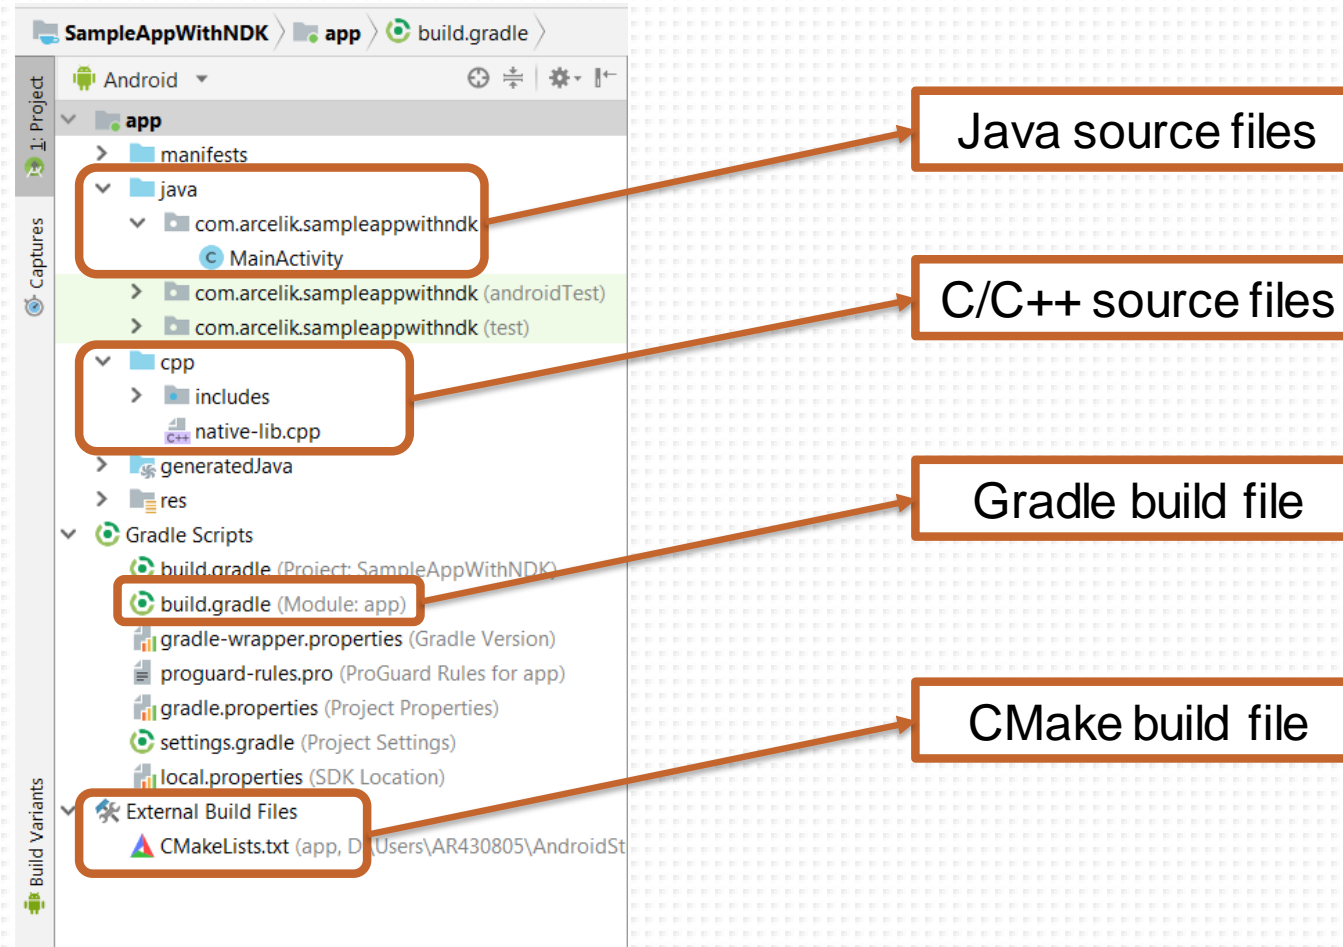 SampleAppWithNDK app build.gradle
Android
1: Project
Captures
Build Variants
app
manifests
java
com.arcelik.sampleappwithndk
C MainActivity
com.arcelik.sampleappwithndk (androidTest)
com.arcelik.sampleappwithndk (test)
cpp
includes
C++ native-lib.cpp
generatedJava
res
Gradle Scripts
build.gradle (Project: SampleAppWithNDK)
build.gradle (Module: app)
gradle-wrapper.properties (Gradle Version)
proguard-rules.pro (ProGuard Rules for app)
gradle.properties (Project Properties)
settings.gradle (Project Settings)
local.properties (SDK Location)
External Build Files
CMakeLists.txt (app, D:\Users\AR430805\AndroidSt
Java source files
C/C++ source files
Gradle build file
CMake build file